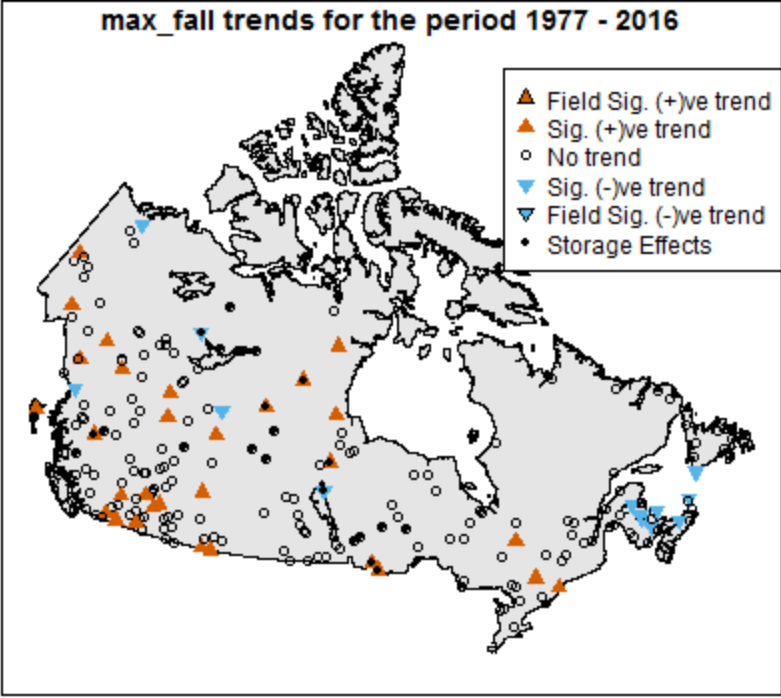 max_fall trends for the period 1977 - 2016
Field Sig. (+)ve trend
Sig. (+)ve trend
No trend
Sig. (-)ve trend
Field Sig. (-)ve trend
Storage Effects